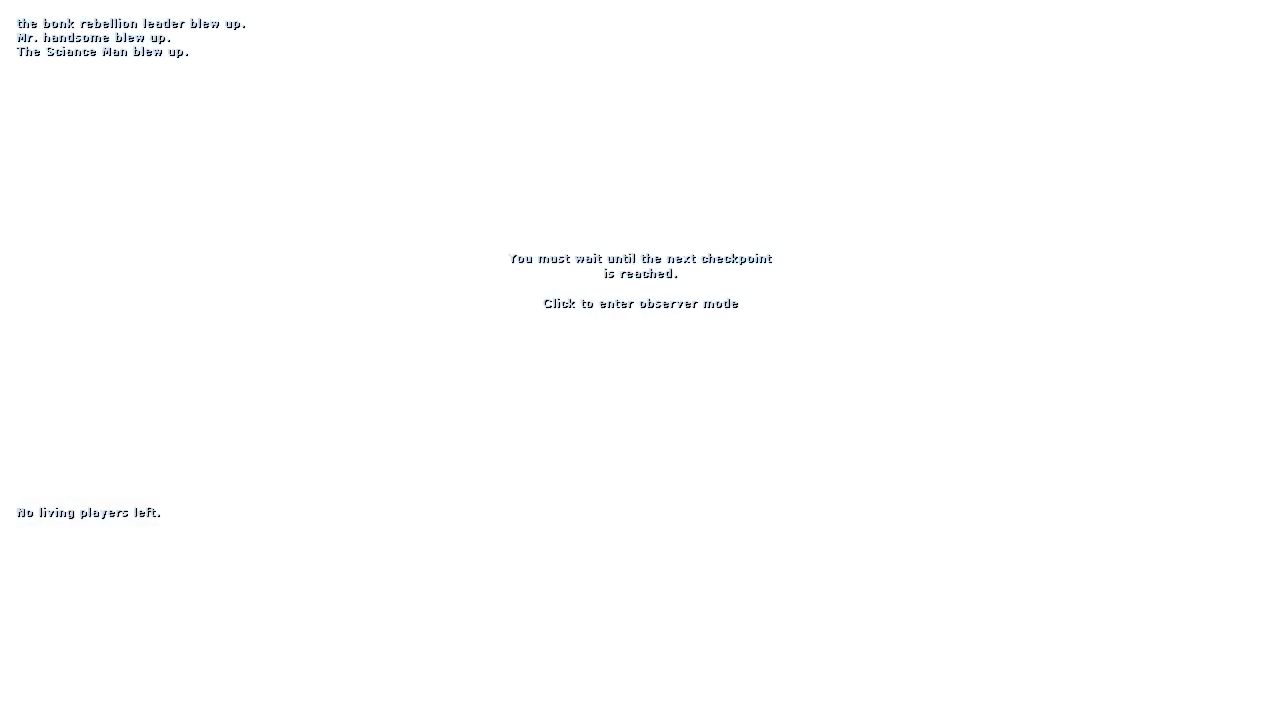 the bonk rebellion leader blew up.
Mr. handsome blew up.
The Sciance Man blew up.
You must wait until the next checkpoint
is reached.
Click to enter observer mode
No living players left.